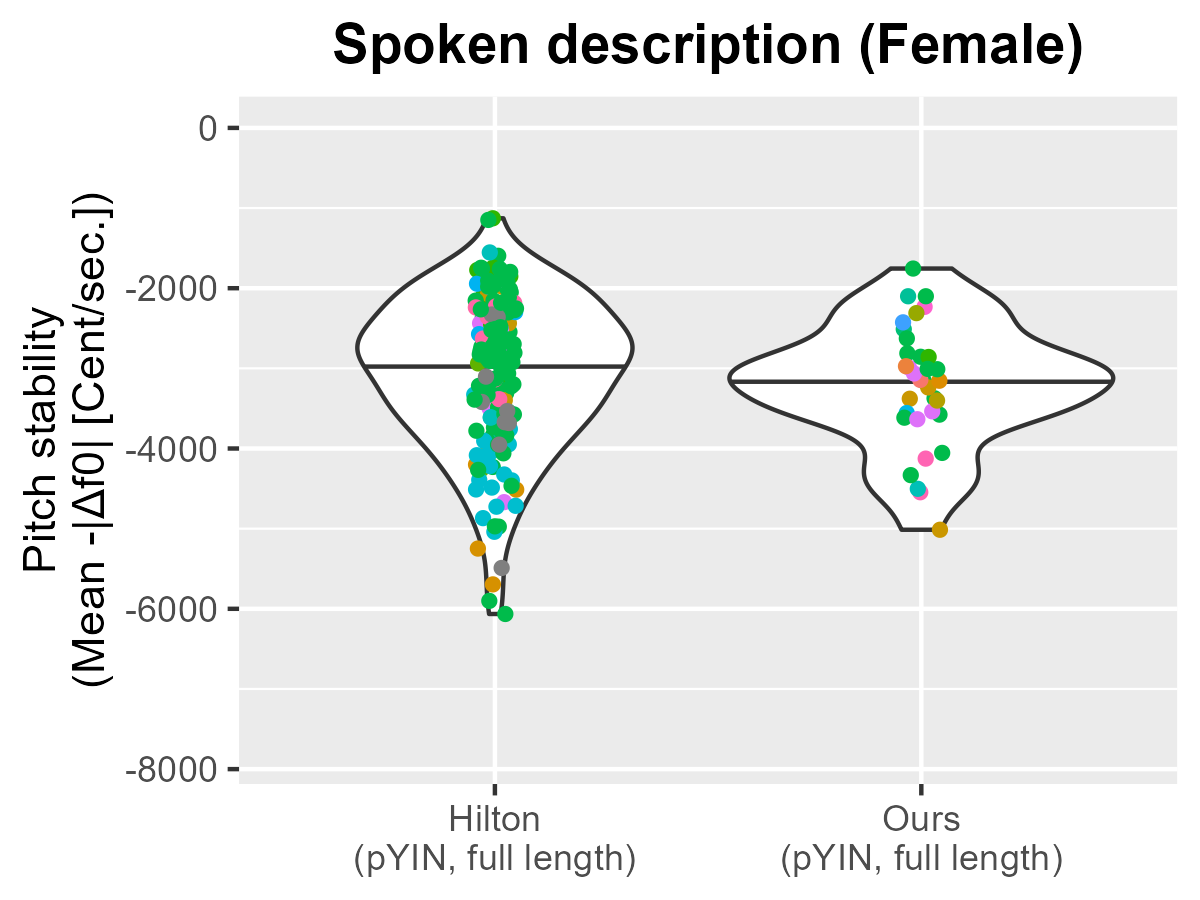 Spoken description (Female)
Pitch stability
(Mean -|Δf0| [Cent/sec.])
0
-2000
-4000
-6000
-8000
Hilton
(pYIN, full length)
Ours
(pYIN, full length)